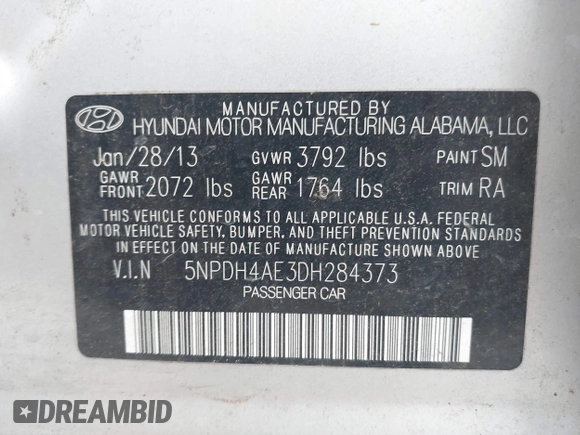 MANUFACTURED BY
HYUNDAI MOTOR MANUFACTURING ALABAMA, LLC
Jan/28/13 GVWR 3792 lbs PAINT SM
GAWR FRONT 2072 lbs GAWR REAR 1764 lbs TRIM RA
THIS VEHICLE CONFORMS TO ALL APPLICABLE U.S.A. FEDERAL
MOTOR VEHICLE SAFETY, BUMPER, AND THEFT PREVENTION STANDARDS
IN EFFECT ON THE DATE OF MANUFACTURE SHOWN ABOVE.
V.I.N 5NPDH4AE3DH284373
PASSENGER CAR
DREAMBID